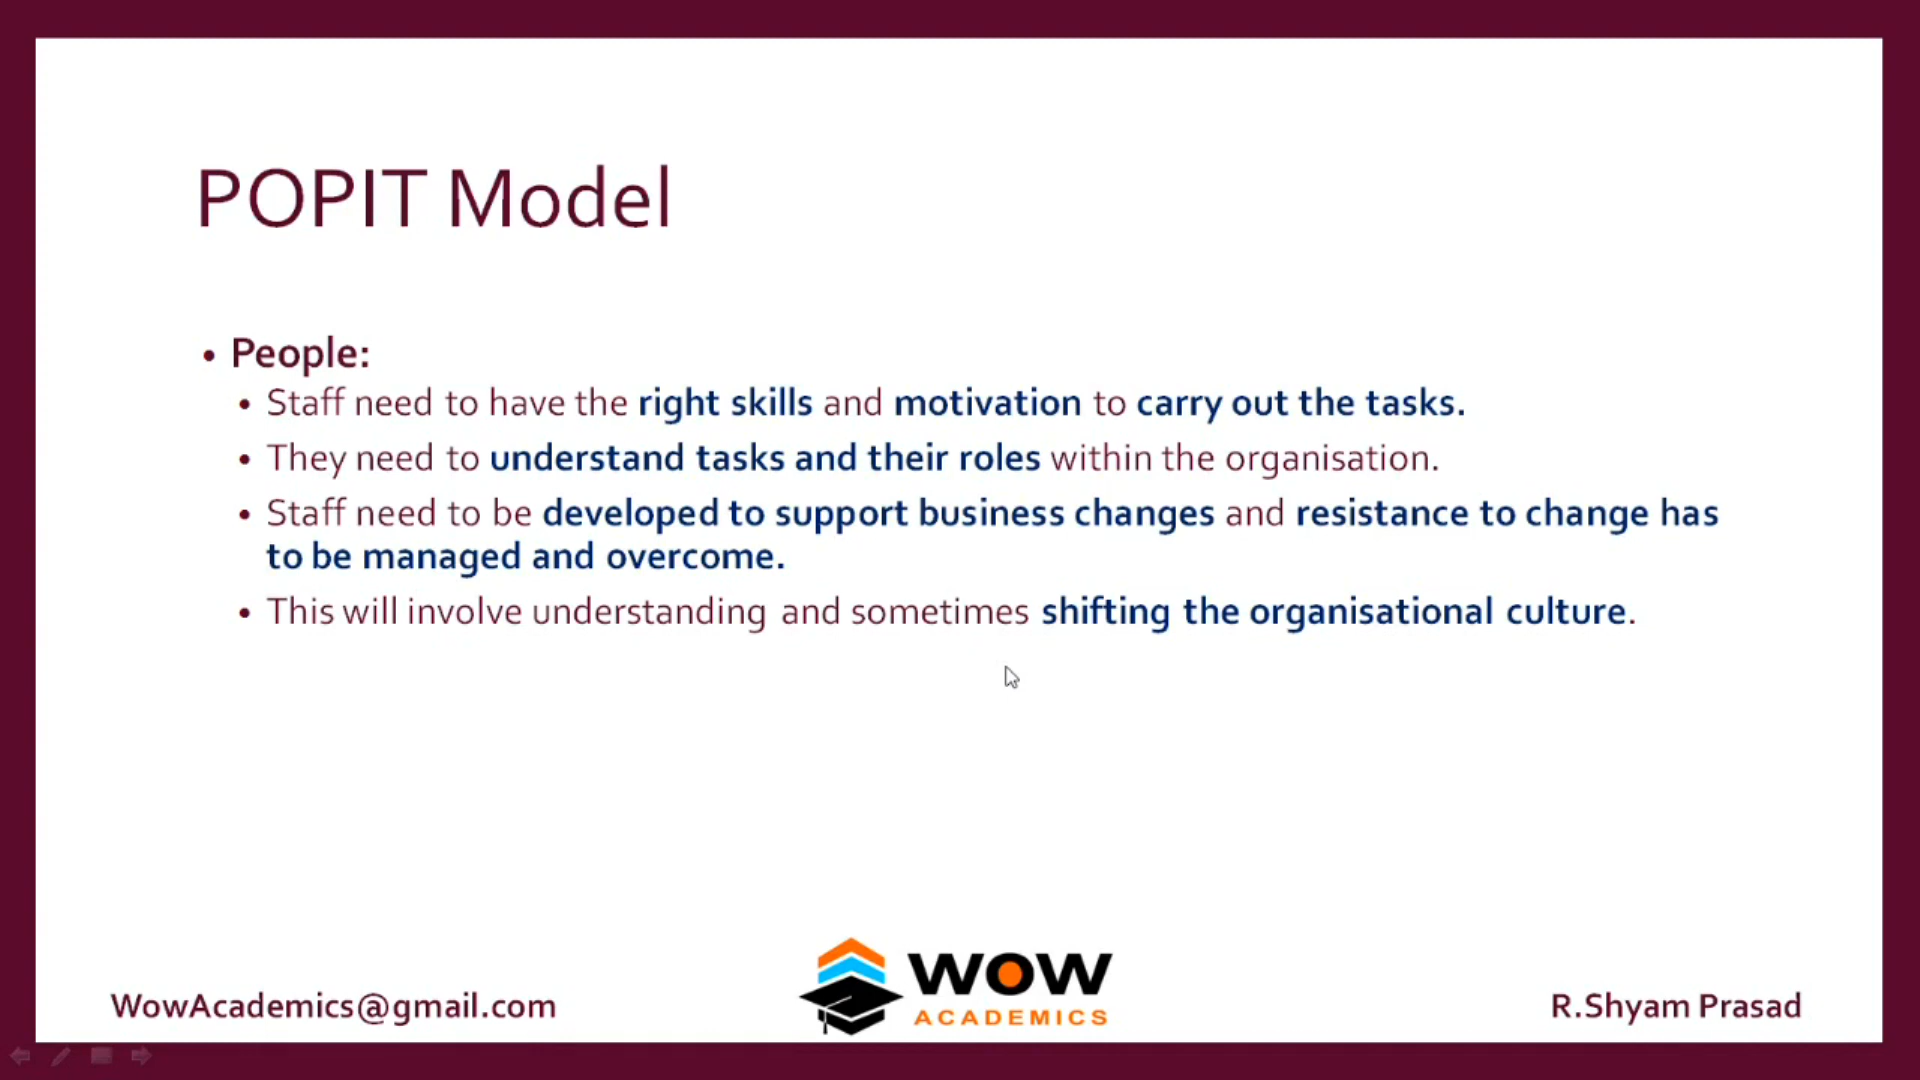 POPIT Model
• People:
• Staff need to have the right skills and motivation to carry out the tasks.
• They need to understand tasks and their roles within the organisation.
• Staff need to be developed to support business changes and resistance to change has
to be managed and overcome.
• This will involve understanding and sometimes shifting the organisational culture.
WowAcademics@gmail.com
WOW
ACADEMICS
R.Shyam Prasad